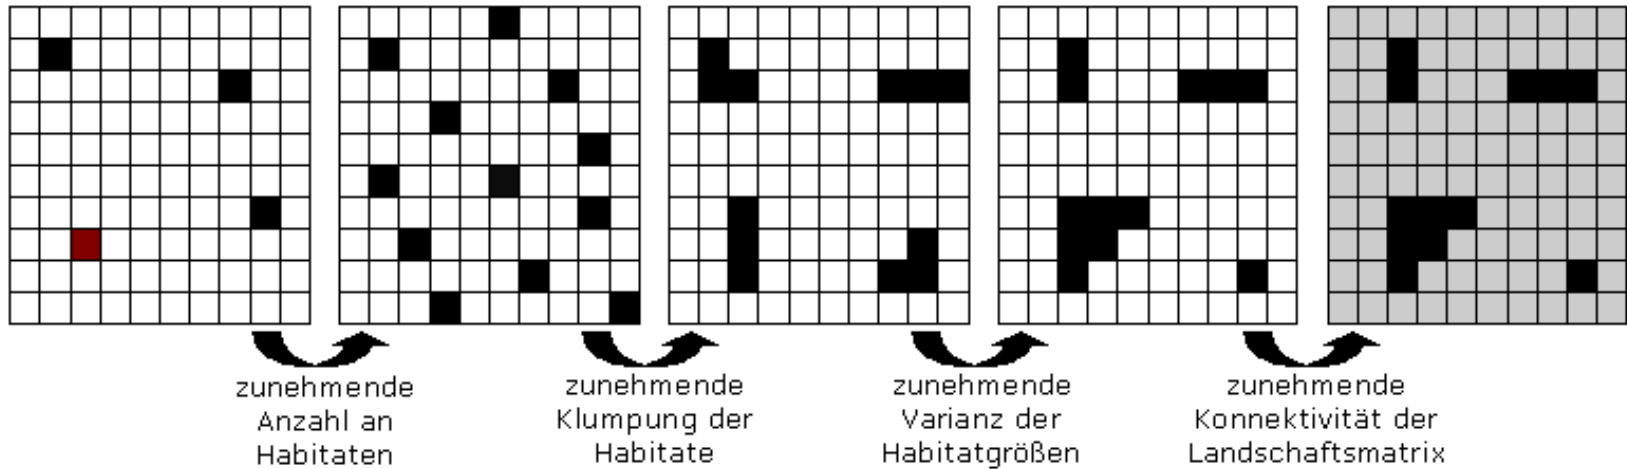 zunehmende
Anzahl an
Habitaten
zunehmende
Klumpung der
Habitate
zunehmende
Varianz der
Habitatgrößen
zunehmende
Konnektivität der
Landschaftsmatrix